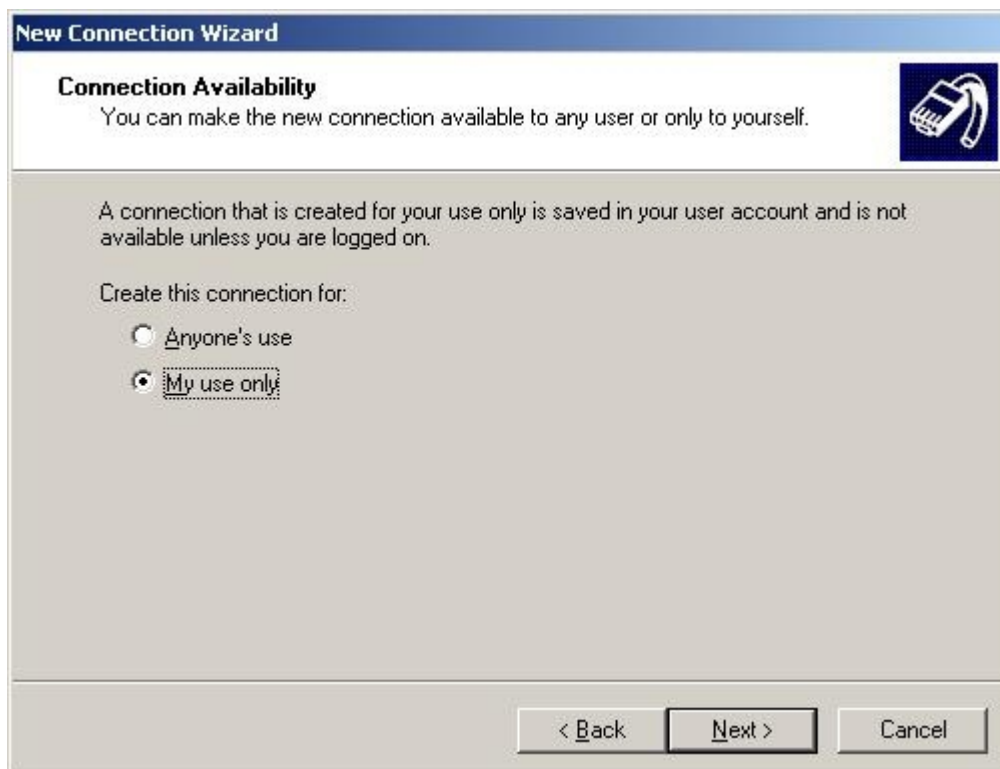 New Connection Wizard
Connection Availability
You can make the new connection available to any user or only to yourself.
A connection that is created for your use only is saved in your user account and is not
available unless you are logged on.
Create this connection for:
Anyone's use
My use only
< Back Next > Cancel